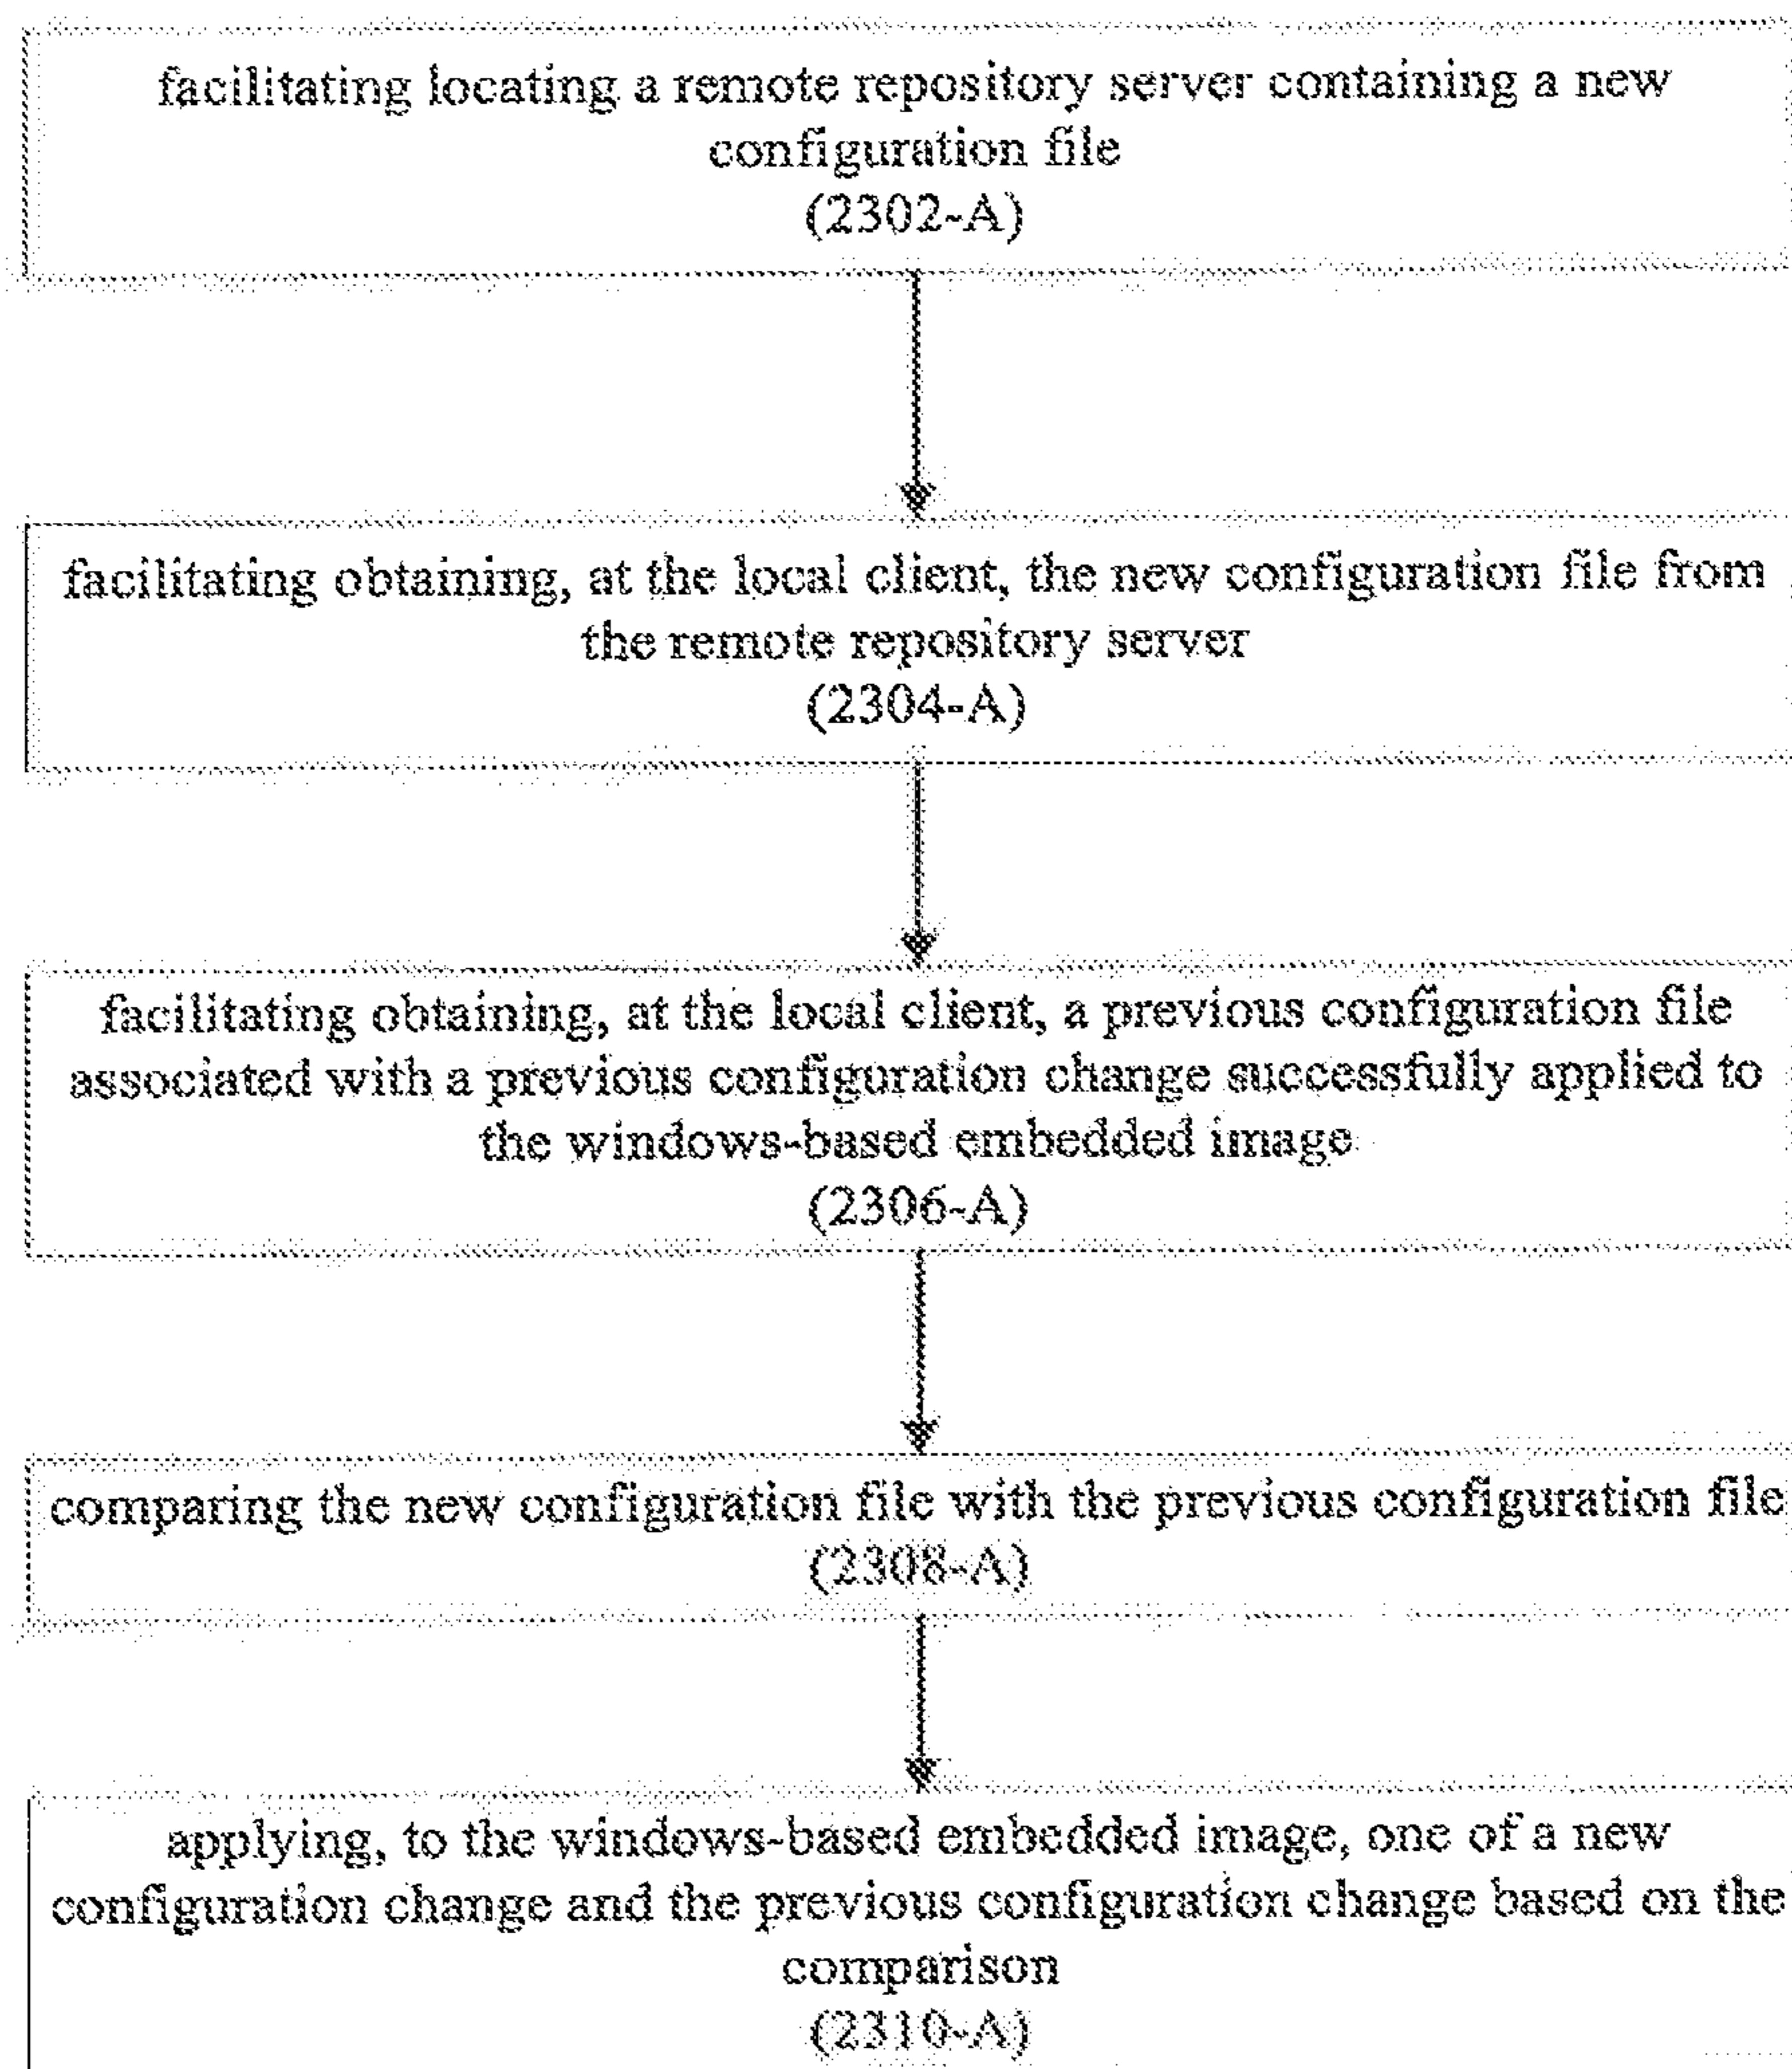 facilitating locating a remote repository server containing a new
configuration file
(2302-A)
facilitating obtaining, at the local client, the new configuration file from
the remote repository server
(2304-A)
facilitating obtaining, at the local client, a previous configuration file
associated with a previous configuration change successfully applied to
the windows-based embedded image
(2306-A)
comparing the new configuration file with the previous configuration file
(2308-A)
applying, to the windows-based embedded image, one of a new
configuration change and the previous configuration change based on the
comparison
(2310-A)